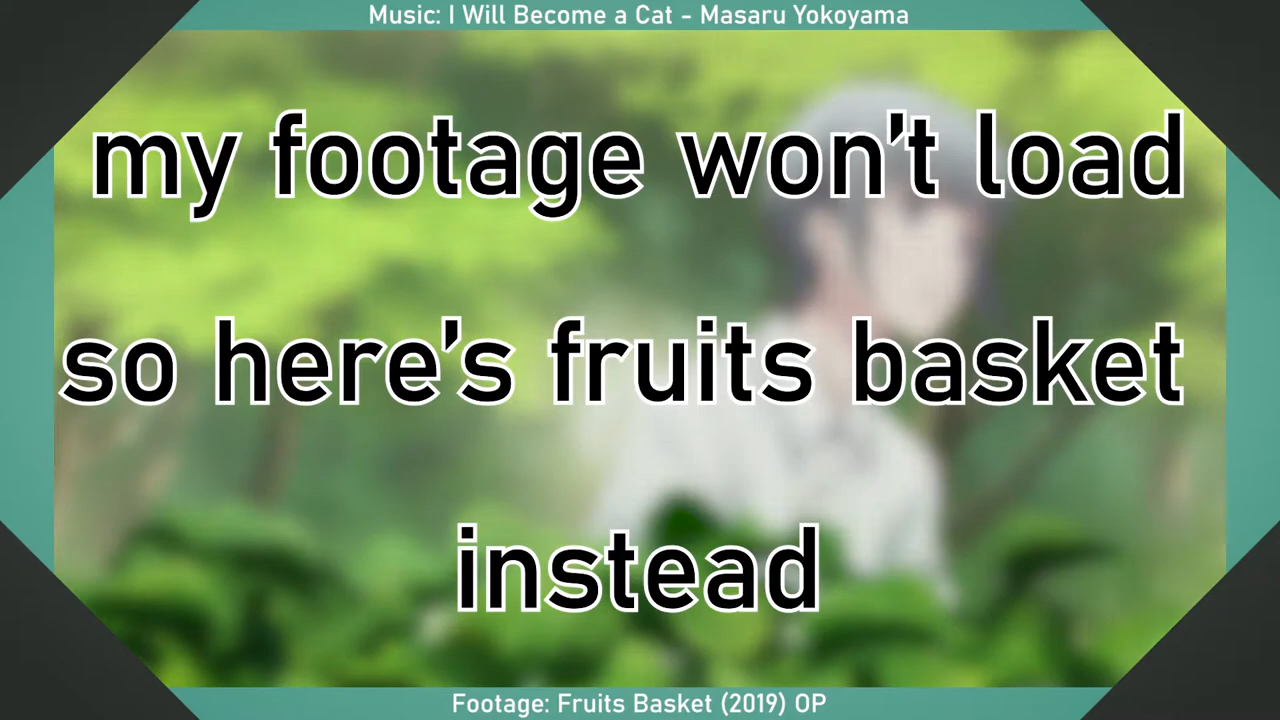 Music: I Will Become a Cat - Masaru Yokoyama
my footage won't load
so here's fruits basket
instead
Footage: Fruits Basket (2019) OP